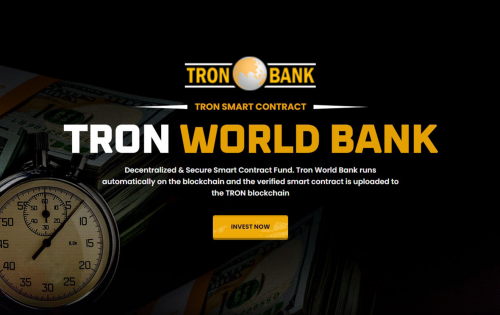 TRON BANK
TRON SMART CONTRACT
TRON WORLD BANK
Decentralized & Secure Smart Contract Fund. Tron World Bank runs
automatically on the blockchain and the verified smart contract is uploaded to
the TRON blockchain
INVEST NOW
60
5
10
15
20
25
30
35
40
45
50